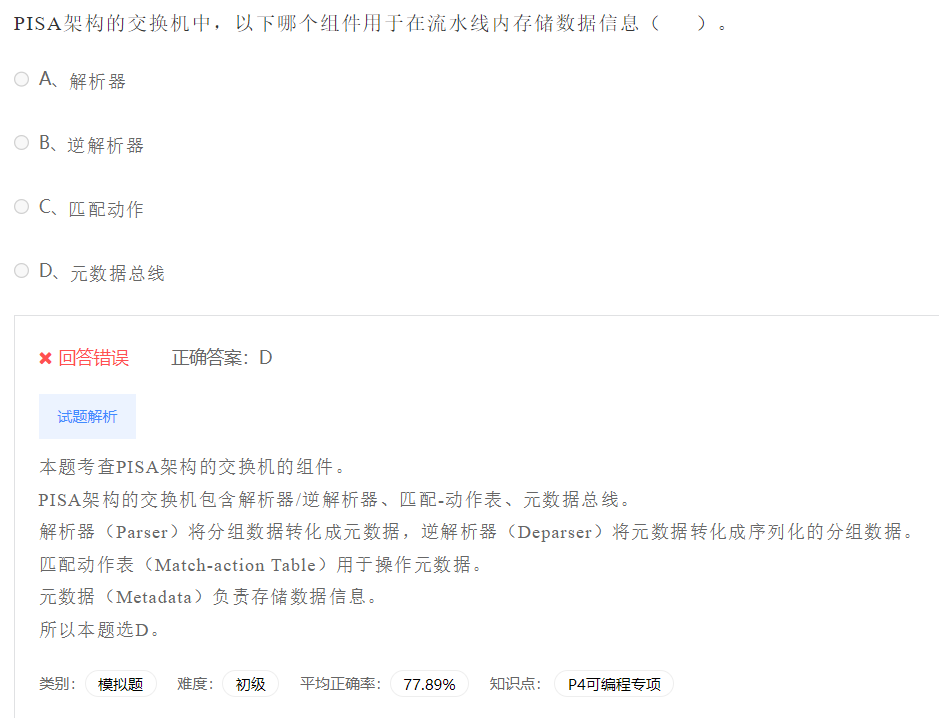 PISA架构的交换机中，以下哪个组件用于在流水线内存储数据信息（　　）。
A、解析器
B、逆解析器
C、匹配动作
D、元数据总线
回答错误 正确答案：D
试题解析
本题考查PISA架构的交换机的组件。
PISA架构的交换机包含解析器/逆解析器、匹配-动作表、元数据总线。
解析器（Parser）将分组数据转化成元数据，逆解析器（Deparser）将元数据转化成序列化的分组数据。
匹配动作表（Match-action Table）用于操作元数据。
元数据（Metadata）负责存储数据信息。
所以本题选D。
类别： 模拟题 难度： 初级 平均正确率： 77.89% 知识点： P4可编程专项